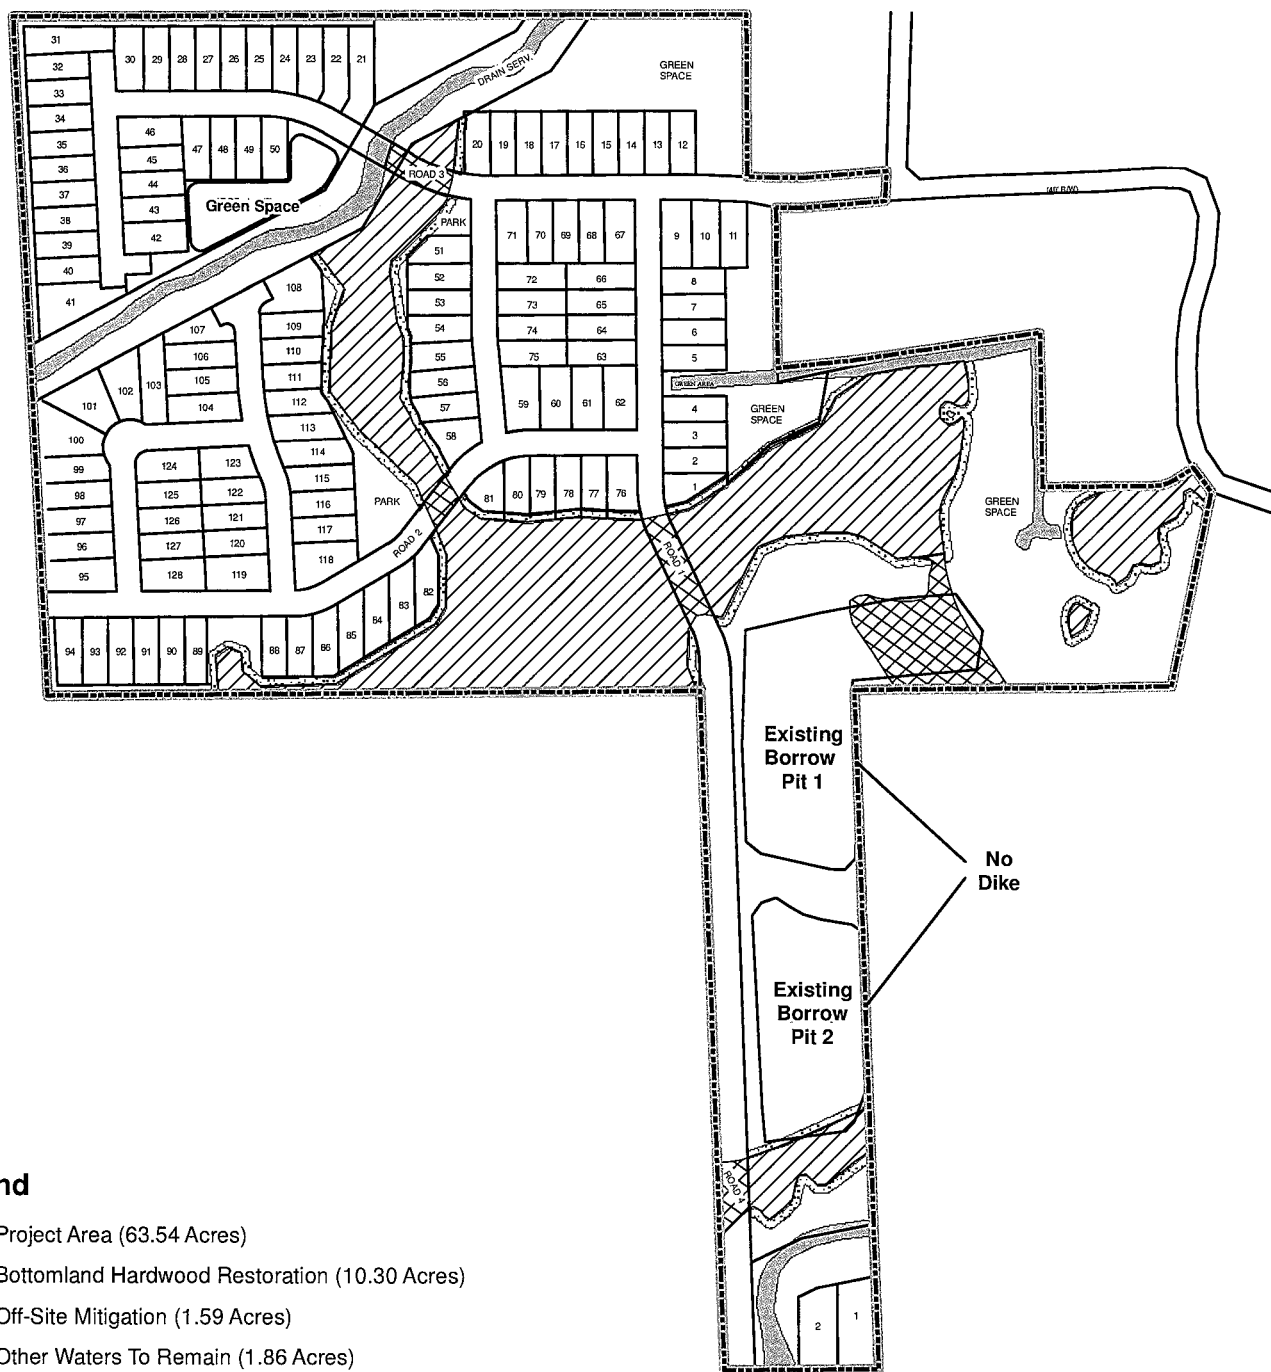 31
30 29 28 27 26 25 24 23 22 21
32
33
34
35
36
37
38
39
40
41
46
45
44
43
42
47 48 49 50
Green Space
DRAIN SERV.
GREEN
SPACE
20 19 18 17 16 15 14 13 12
ROAD 3
PARK
51
52
53
54
55
56
57
58
71 70 69 68 67
72 66
73 65
74 64
75 63
59 60 61 62
9 10 11
8
7
6
5
GREEN AREA
4
3
2
1
GREEN
SPACE
GREEN
SPACE
108
109
110
111
112
113
114
115
116
117
118
107
106
105
104
103
102
101
100
99
98
97
96
95
124 123
125 122
126 121
127 120
128 119
PARK
ROAD 2
81 80 79 78 77 76
ROAD 1
82
83
84
85
86
87
88
94 93 92 91 90 89
Existing
Borrow
Pit 1
No
Dike
Existing
Borrow
Pit 2
ROAD 4
2 1
nd
Project Area (63.54 Acres)
Bottomland Hardwood Restoration (10.30 Acres)
Off-Site Mitigation (1.59 Acres)
Other Waters To Remain (1.86 Acres)